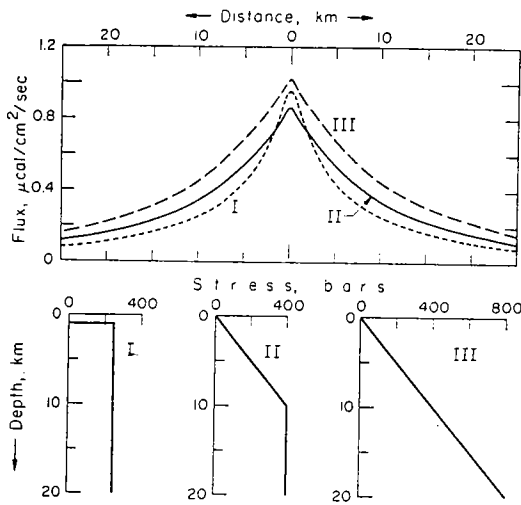 Distance, km
20 10 0 10 20
Flux, μcal/cm²/sec
1.2
0.8
0.4
0
I
II
III
Stress, bars
0 400
0 400
0 400 800
Depth, km
0
10
20
I
0
10
20
II
0
10
20
III